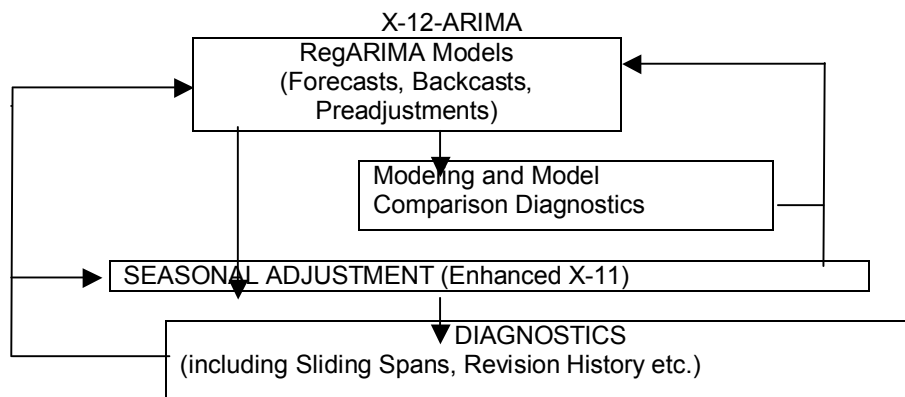 X-12-ARIMA
RegARIMA Models
(Forecasts, Backcasts,
Preadjustments)
Modeling and Model
Comparison Diagnostics
SEASONAL ADJUSTMENT (Enhanced X-11)
DIAGNOSTICS
(including Sliding Spans, Revision History etc.)